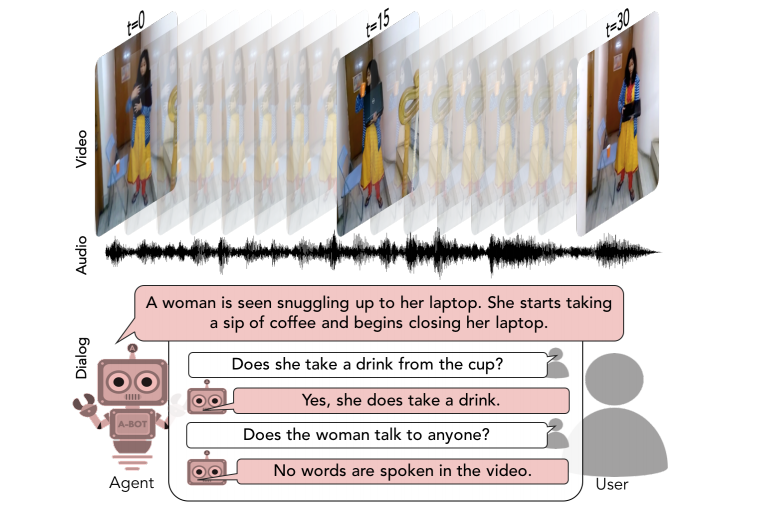 t=0
t=15
t=30
Video
Audio
A woman is seen snuggling up to her laptop. She starts taking
a sip of coffee and begins closing her laptop.
Dialog
Does she take a drink from the cup?
Yes, she does take a drink.
Does the woman talk to anyone?
No words are spoken in the video.
A
A-BOT
Agent
User